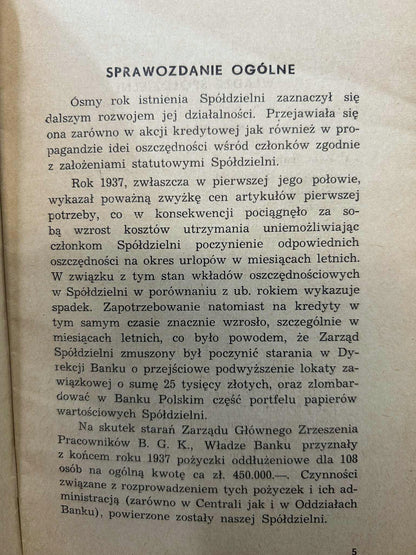 SPRAWOZDANIE OGÓLNE
Ósmy rok istnienia Spółdzielni zaznaczył się
dalszym rozwojem jej działalności. Przejawiała się
ona zarówno w akcji kredytowej jak również w pro-
pagandzie idei oszczędności wśród członków zgodnie
z założeniami statutowymi Spółdzielni.
Rok 1937, zwłaszcza w pierwszej jego połowie,
wykazał poważną zwyżkę cen artykułów pierwszej
potrzeby, co w konsekwencji pociągnęło za so-
bą wzrost kosztów utrzymania uniemożliwiając
członkom Spółdzielni poczynienie odpowiednich
oszczędności na okres urlopów w miesiącach letnich.
W związku z tym stan wkładów oszczędnościowych
w Spółdzielni w porównaniu z ub. rokiem wykazuje
spadek. Zapotrzebowanie natomiast na kredyty w
tym samym czasie znacznie wzrosło, szczególnie w
miesiącach letnich, co było powodem, że Zarząd
Spółdzielni zmuszony był poczynić starania w Dy-
rekcji Banku o przejściowe podwyższenie lokaty za-
wiązkowej o sumę 25 tysięcy złotych, oraz zlombar-
dować w Banku Polskim część portfelu papierów
wartościowych Spółdzielni.
Na skutek starań Zarządu Głównego Zrzeszenia
Pracowników B. G. K., Władze Banku przyznały
z końcem roku 1937 pożyczki oddłużeniowe dla 108
osób na ogólną kwotę ca zł. 450.000.—. Czynności
związane z rozprowadzeniem tych pożyczek i ich ad-
ministracją (zarówno w Centrali jak i w Oddziałach
Banku), powierzone zostały naszej Spółdzielni.
5